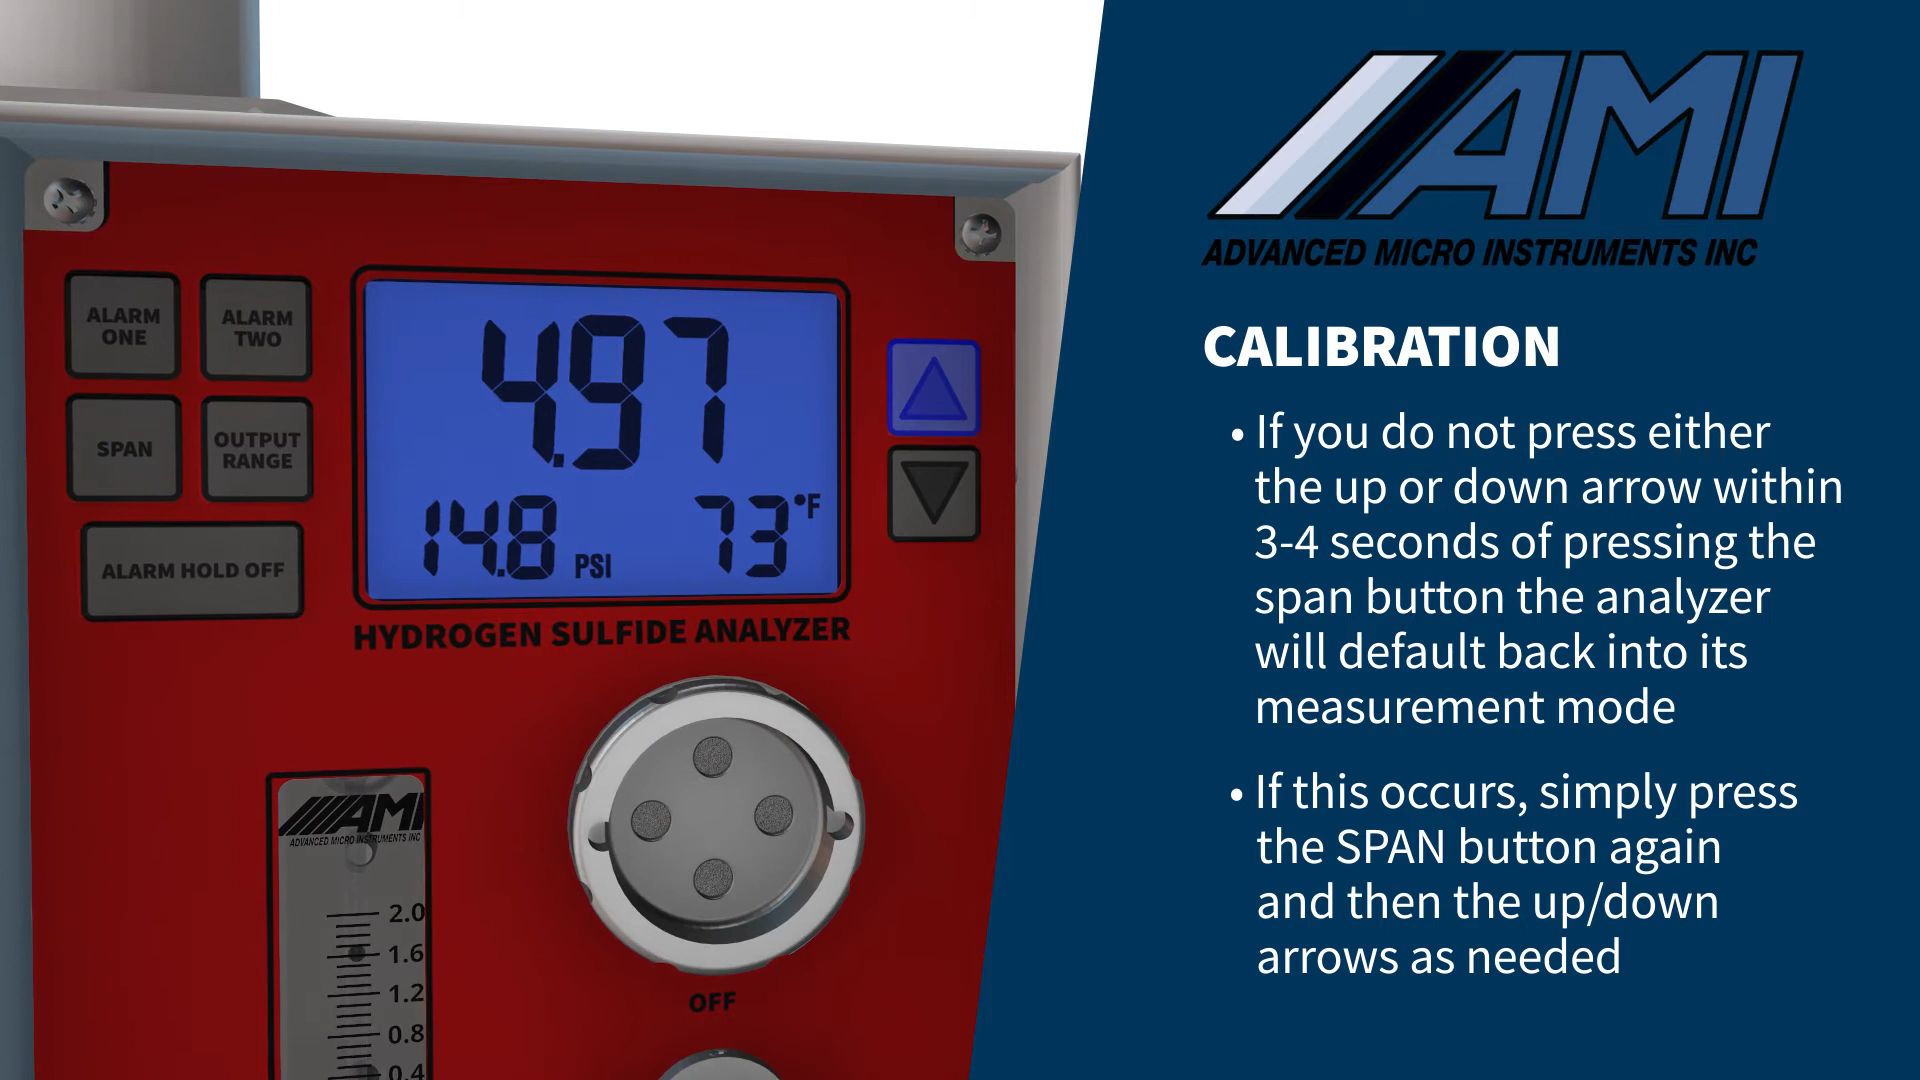 ALARM
ONE
ALARM
TWO
SPAN
OUTPUT
RANGE
ALARM HOLD OFF
4.97
14.8 PSI
73 °F
HYDROGEN SULFIDE ANALYZER
AMI
ADVANCED MICRO INSTRUMENTS INC
2.0
1.6
1.2
0.8
0.4
OFF
AMI
ADVANCED MICRO INSTRUMENTS INC
CALIBRATION
• If you do not press either
the up or down arrow within
3-4 seconds of pressing the
span button the analyzer
will default back into its
measurement mode
• If this occurs, simply press
the SPAN button again
and then the up/down
arrows as needed